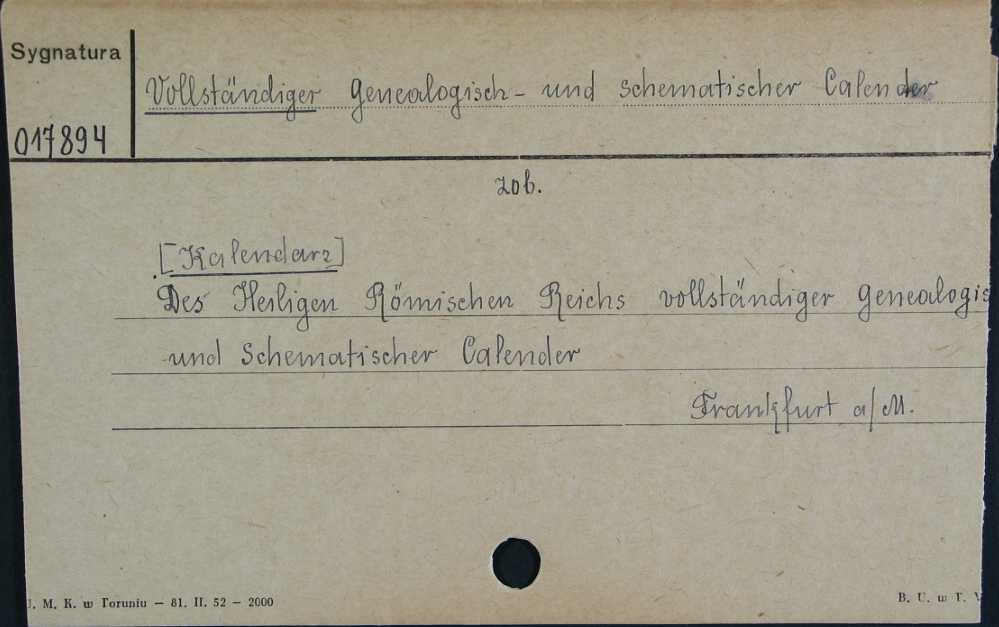 Sygnatura
Vollständiger Genealogisch- und schematischer Calender
017894
zob.
[Kalendarz]
Des Heiligen Römischen Reichs vollständiger Genealogis
und Schematischer Calender
Frankfurt a/M.
J. M. K. w Toruniu – 81. II. 52 – 2000
B. U. w T.